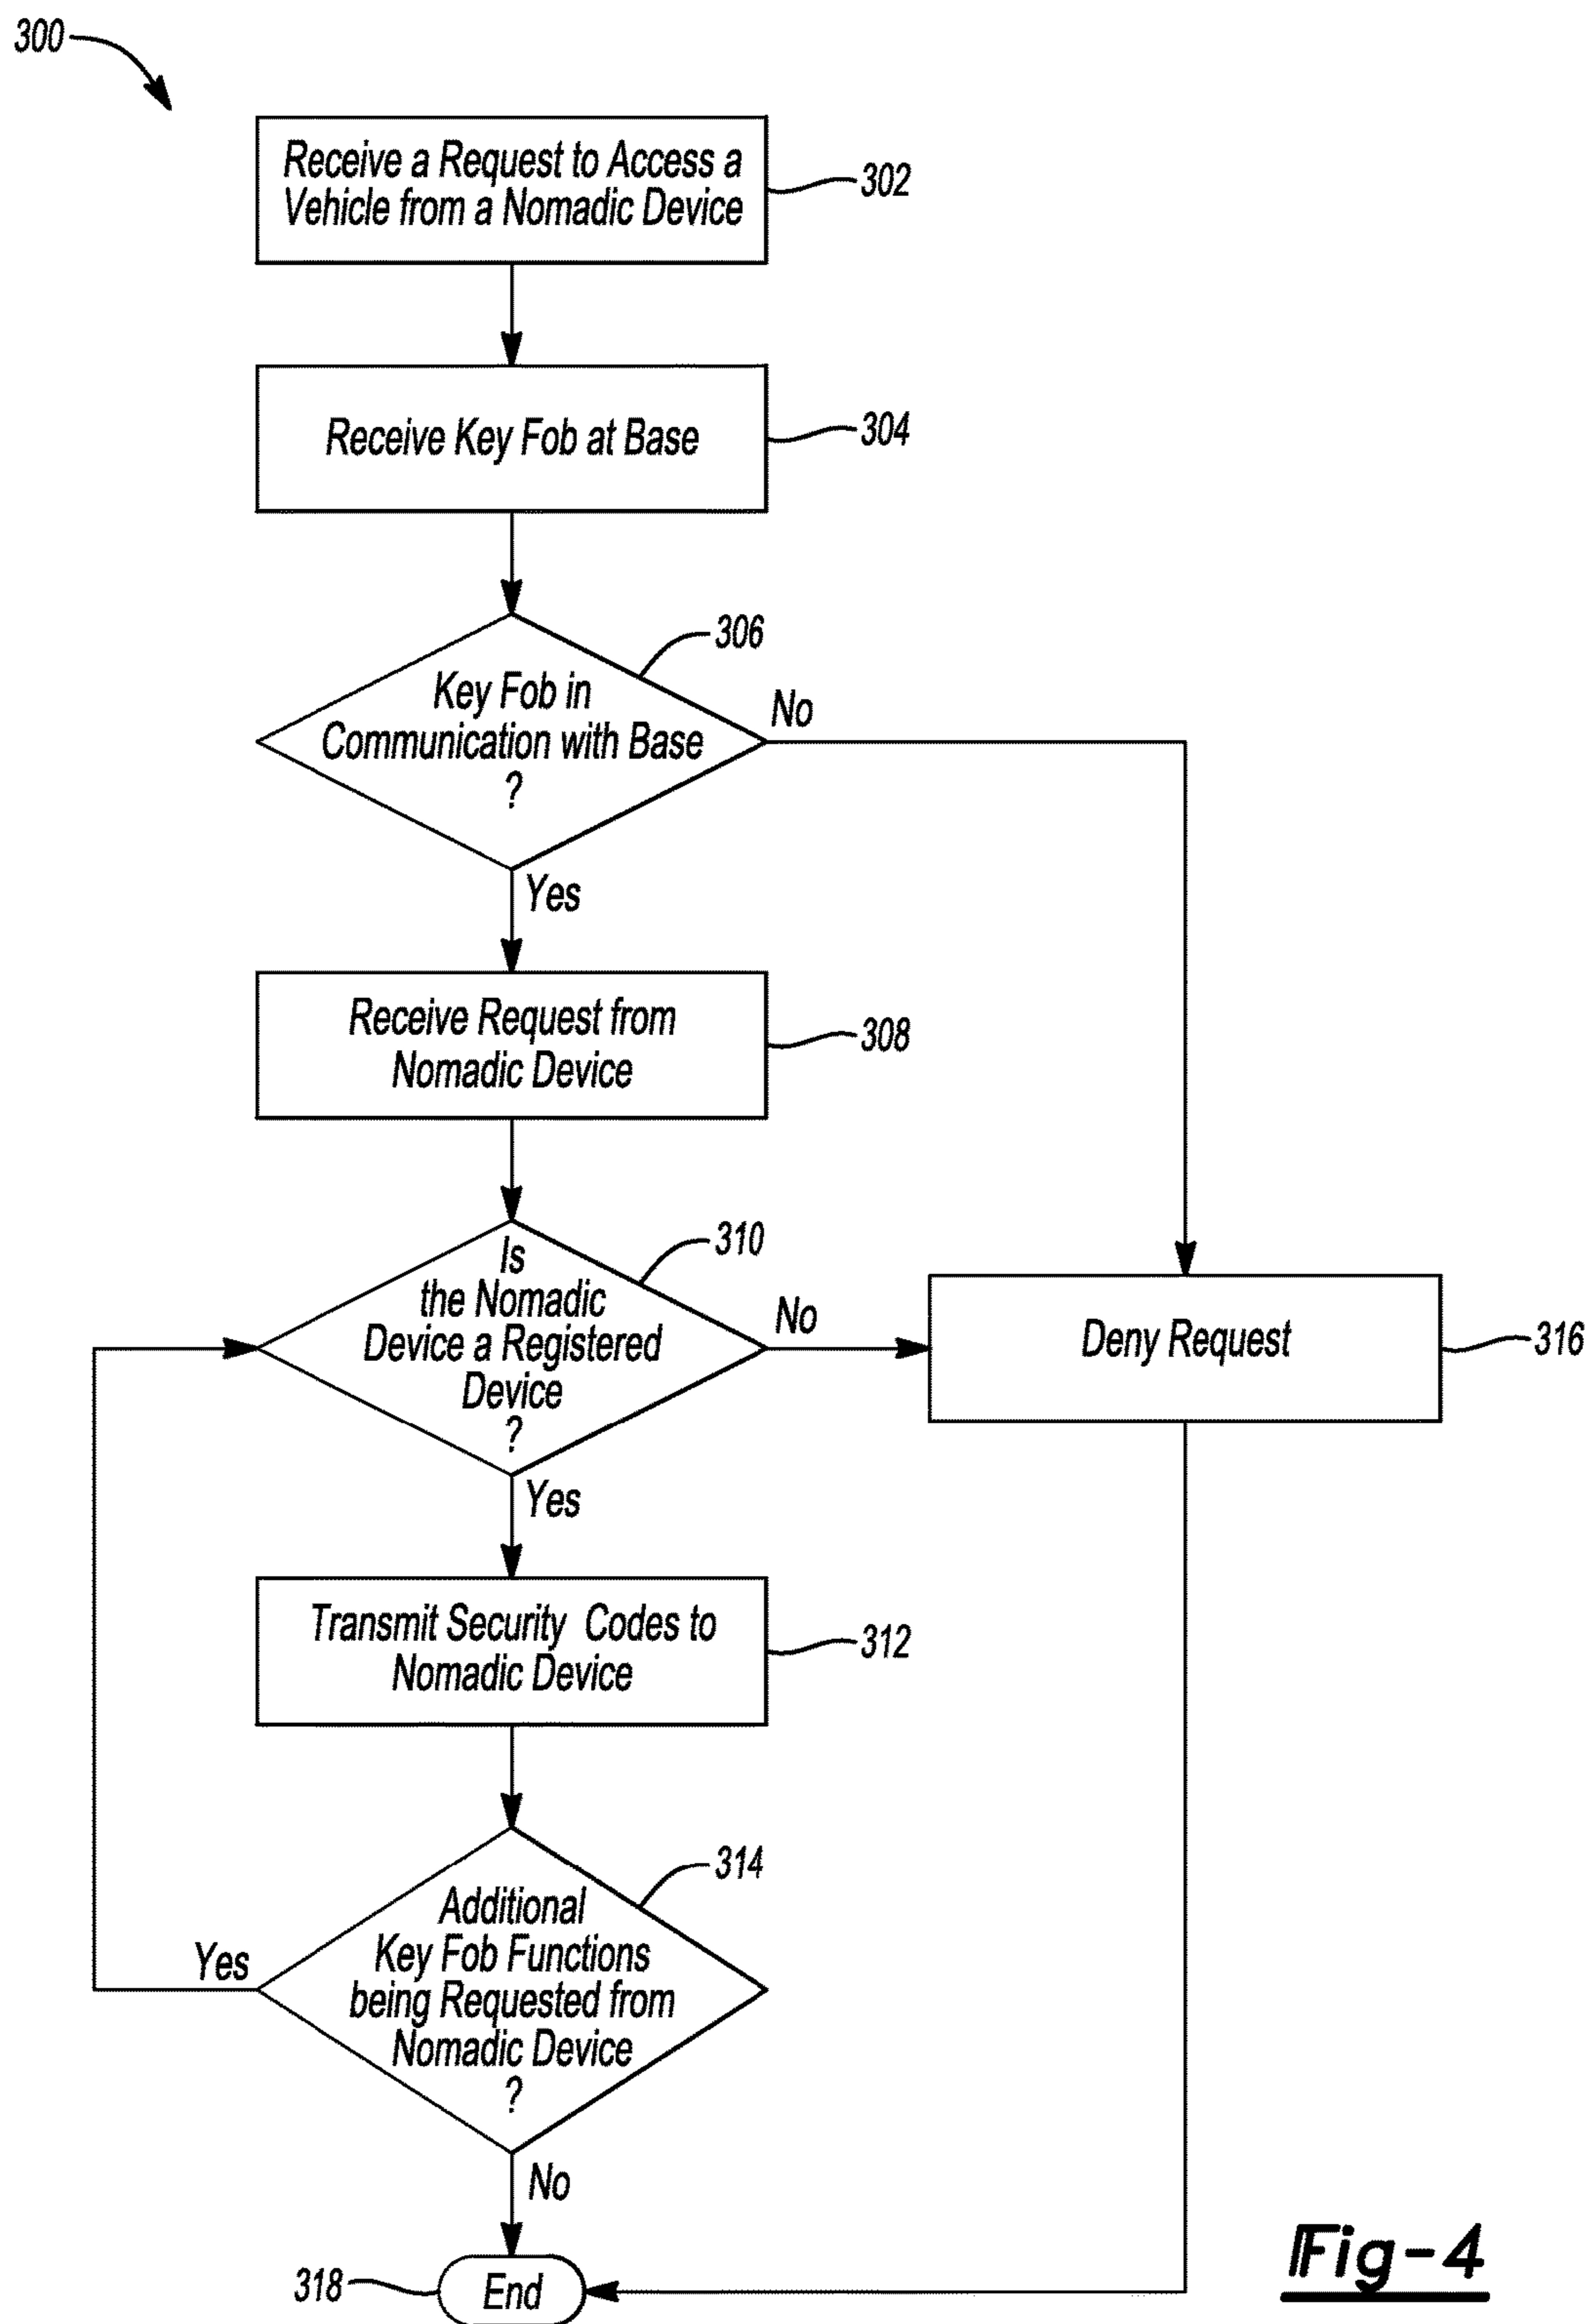 300
Receive a Request to Access a
Vehicle from a Nomadic Device
302
Receive Key Fob at Base
304
306
Key Fob in
Communication with Base
?
No
Yes
Receive Request from
Nomadic Device
308
310
Is
the Nomadic
Device a Registered
Device
?
No
Deny Request
316
Yes
Transmit Security Codes to
Nomadic Device
312
314
Additional
Key Fob Functions
being Requested from
Nomadic Device
?
Yes
No
318
End
Fig-4